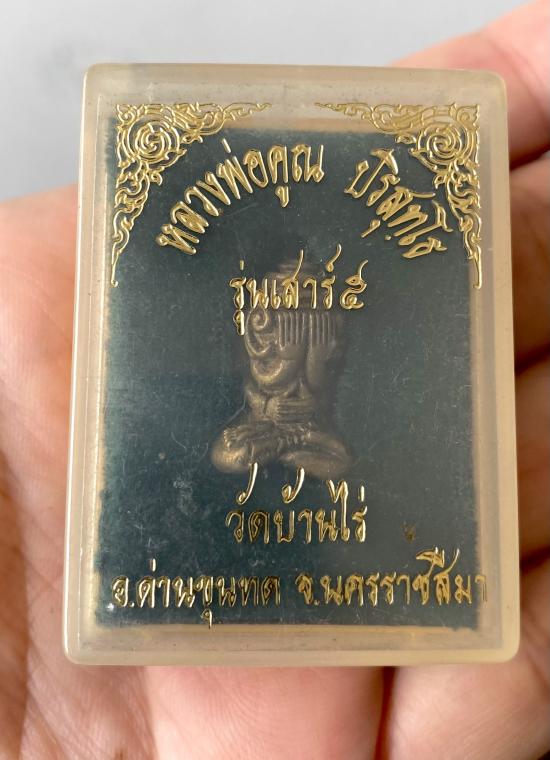 หลวงพ่อคูณ ปริสุทฺโธ
รุ่นเสาร์ ๕
วัดบ้านไร่
อ.ด่านขุนทด จ.นครราชสีมา